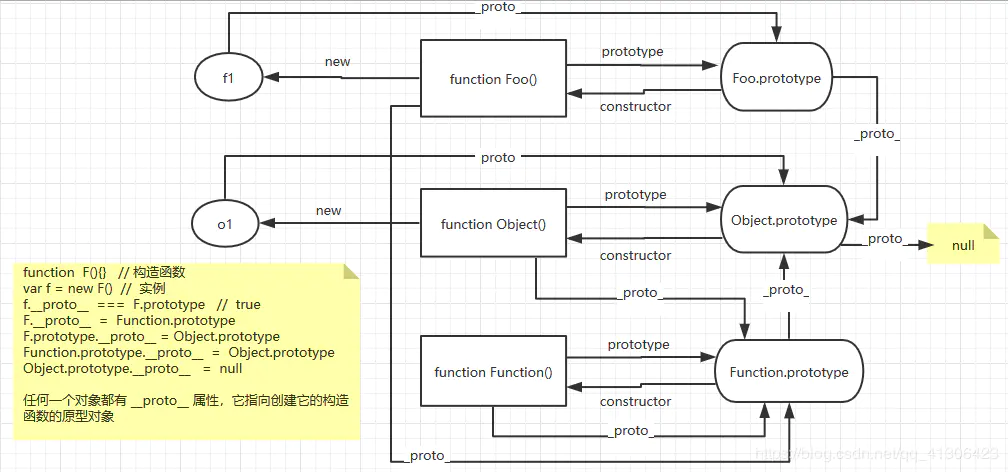 _proto_
f1
new
function Foo()
prototype
constructor
Foo.prototype
_proto_
proto
o1
new
function Object()
prototype
constructor
Object.prototype
_proto_
null
_proto_
_proto_
function Function()
prototype
constructor
Function.prototype
_proto_
_proto_
function F(){} // 构造函数
var f = new F() // 实例
f.__proto__ === F.prototype // true
F.__proto__ = Function.prototype
F.prototype.__proto__ = Object.prototype
Function.prototype.__proto__ = Object.prototype
Object.prototype.__proto__ = null
任何一个对象都有 __proto__ 属性，它指向创建它的构造
函数的原型对象
https://blog.csdn.net/qq_41306423